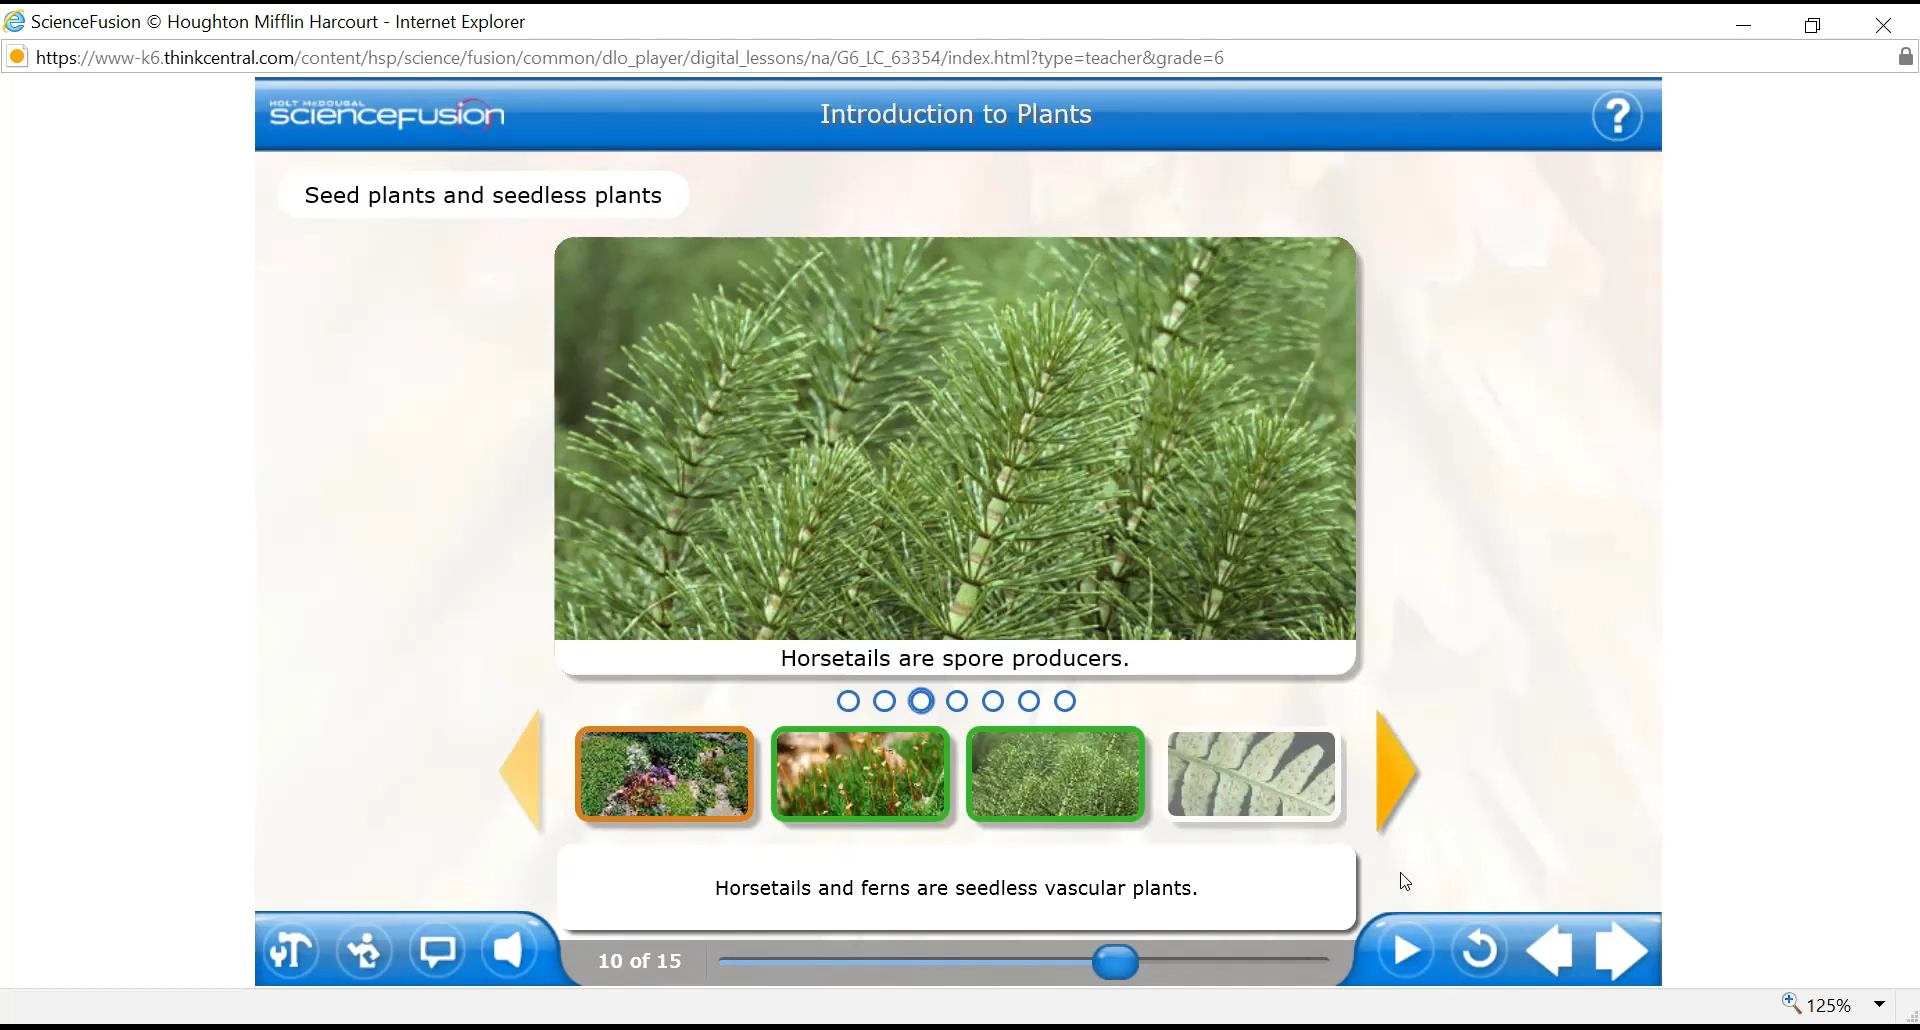 ScienceFusion © Houghton Mifflin Harcourt - Internet Explorer
https://www-k6.thinkcentral.com/content/hsp/science/fusion/common/dlo_player/digital_lessons/na/G6_LC_63354/index.html?type=teacher&grade=6
HOLT McDOUGAL
scienceFusion
Introduction to Plants
?
Seed plants and seedless plants
Horsetails are spore producers.
Horsetails and ferns are seedless vascular plants.
10 of 15
125%